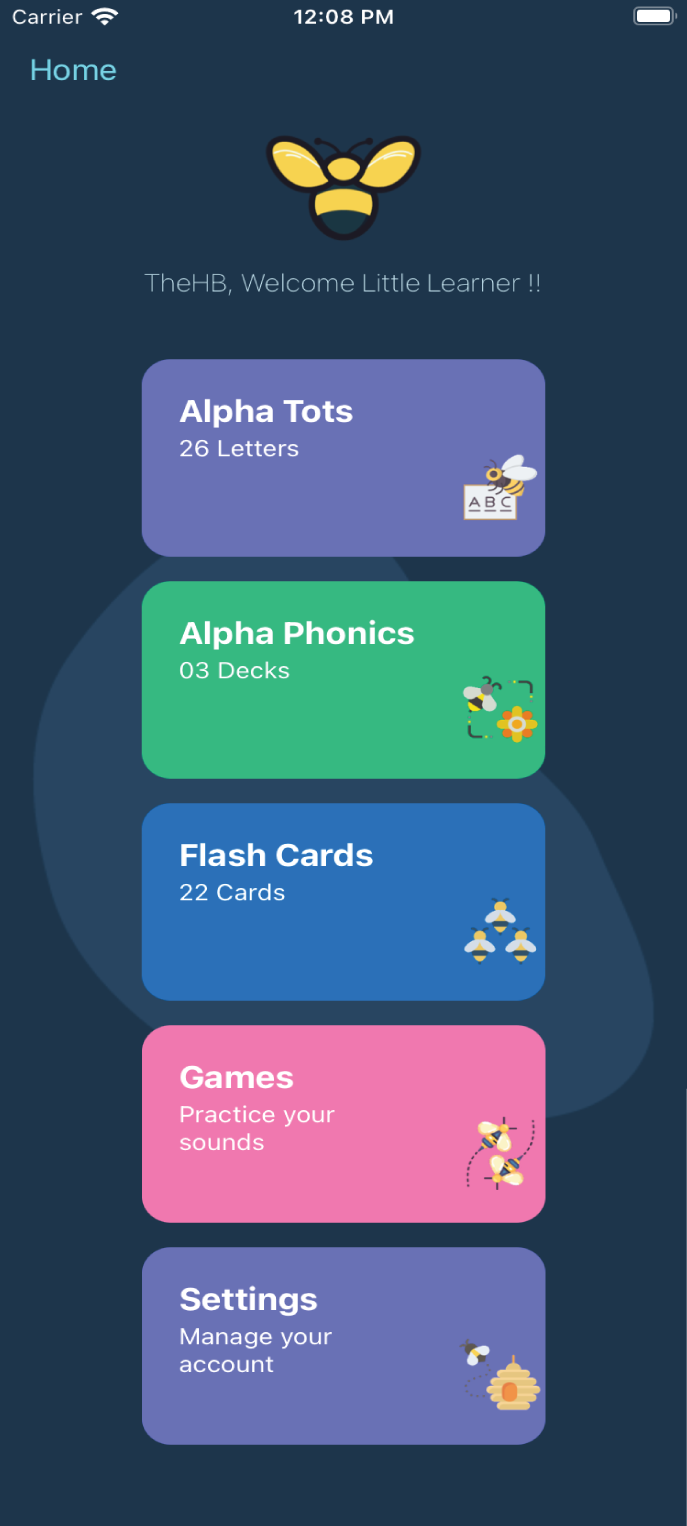 Carrier 12:08 PM
Home
TheHB, Welcome Little Learner !!
Alpha Tots
26 Letters
A B C
Alpha Phonics
03 Decks
Flash Cards
22 Cards
Games
Practice your
sounds
Settings
Manage your
account